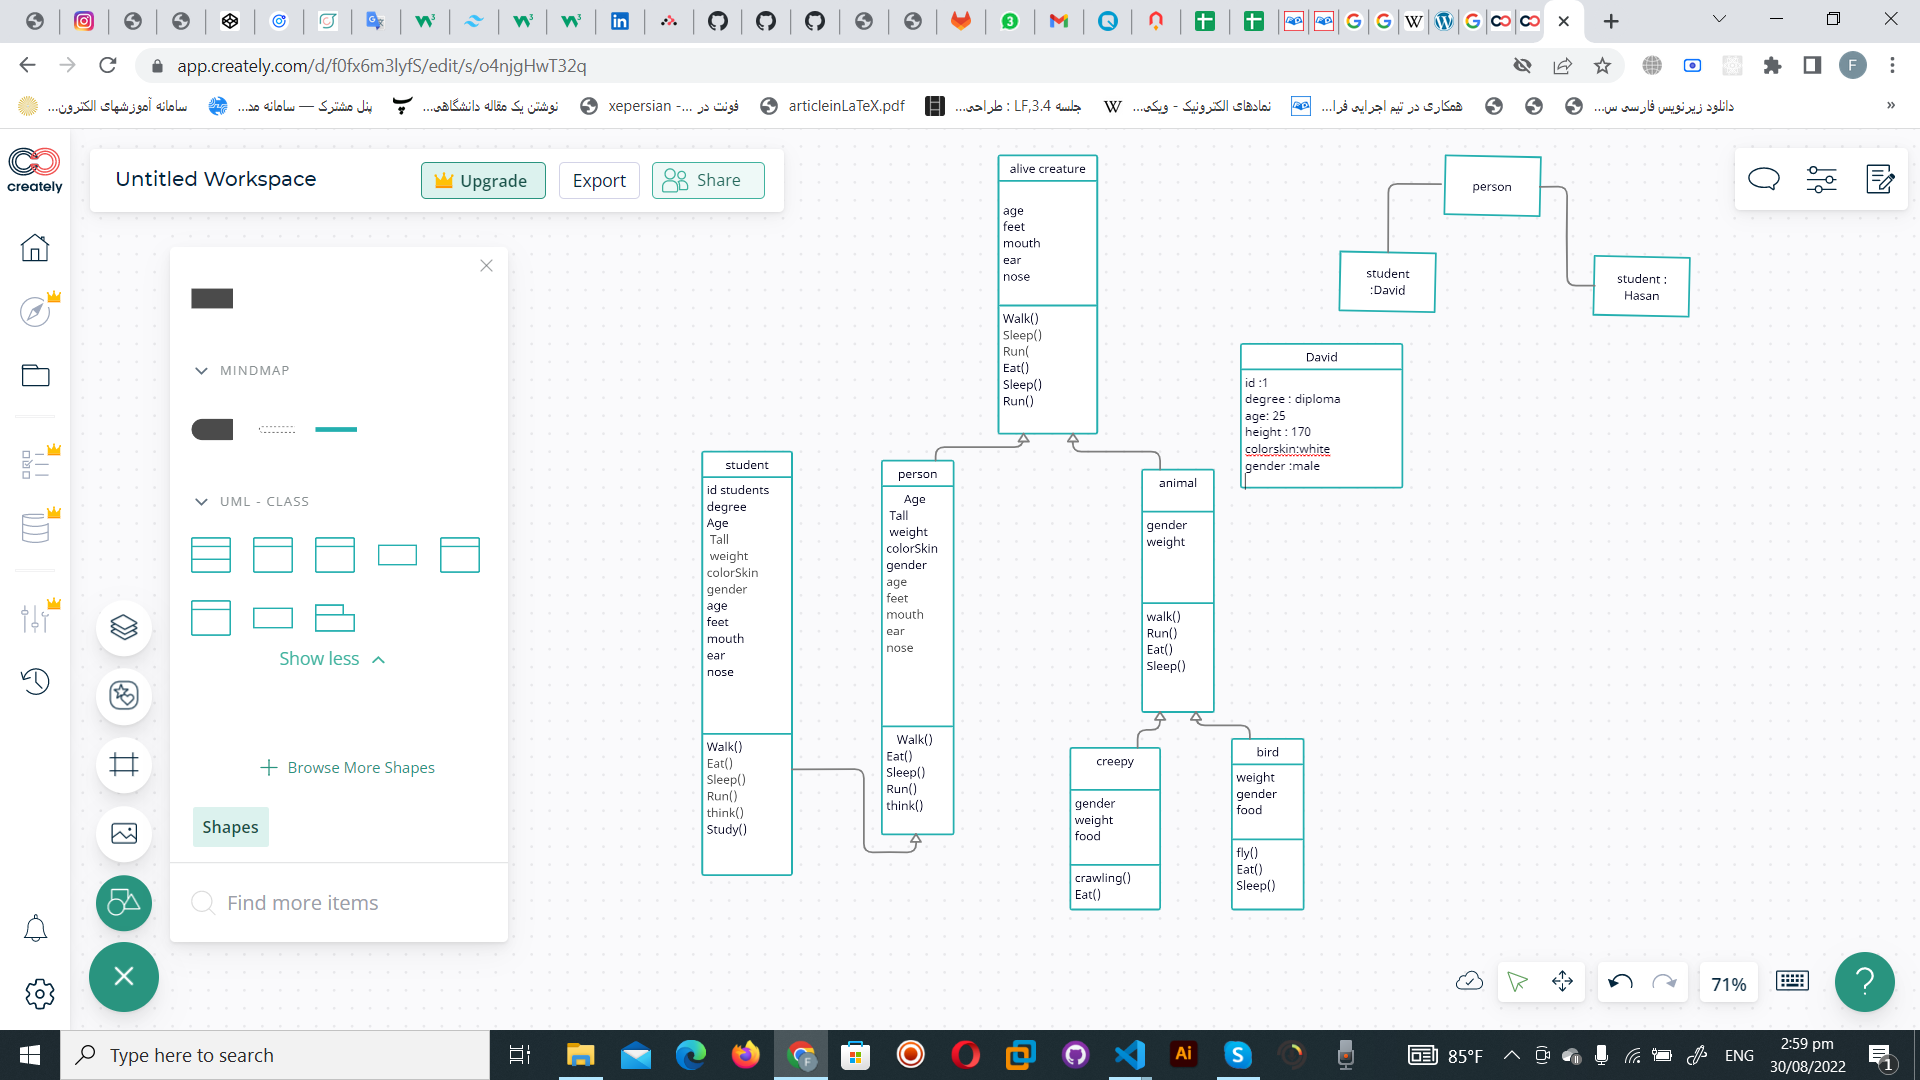 app.creately.com/d/f0fx6m3lyfS/edit/s/o4njgHwT32q
F
سامانه آموزشهای الکترون...
پنل مشترک — سامانه مد...
نوشتن یک مقاله دانشگاهی...
فونت در ...- xepersian
articleinLaTeX.pdf
جلسه LF,3.4 : طراحی...
نمادهای الکترونیک - ویکی...
همکاری در تیم اجرایی فرا...
دانلود زیرنویس فارسی س...
»
creately
Untitled Workspace
Upgrade
Export
Share
MINDMAP
UML - CLASS
Show less
Browse More Shapes
Shapes
Find more items
alive creature
age
feet
mouth
ear
nose
Walk()
Sleep()
Run(
Eat()
Sleep()
Run()
student
id students
degree
Age
Tall
weight
colorSkin
gender
age
feet
mouth
ear
nose
Walk()
Eat()
Sleep()
Run()
think()
Study()
person
Age
Tall
weight
colorSkin
gender
age
feet
mouth
ear
nose
Walk()
Eat()
Sleep()
Run()
think()
animal
gender
weight
walk()
Run()
Eat()
Sleep()
creepy
gender
weight
food
crawling()
Eat()
bird
weight
gender
food
fly()
Eat()
Sleep()
person
student
:David
student :
Hasan
David
id :1
degree : diploma
age: 25
height : 170
colorskin:white
gender :male
71%
?
Type here to search
85°F
ENG
2:59 pm
30/08/2022
1